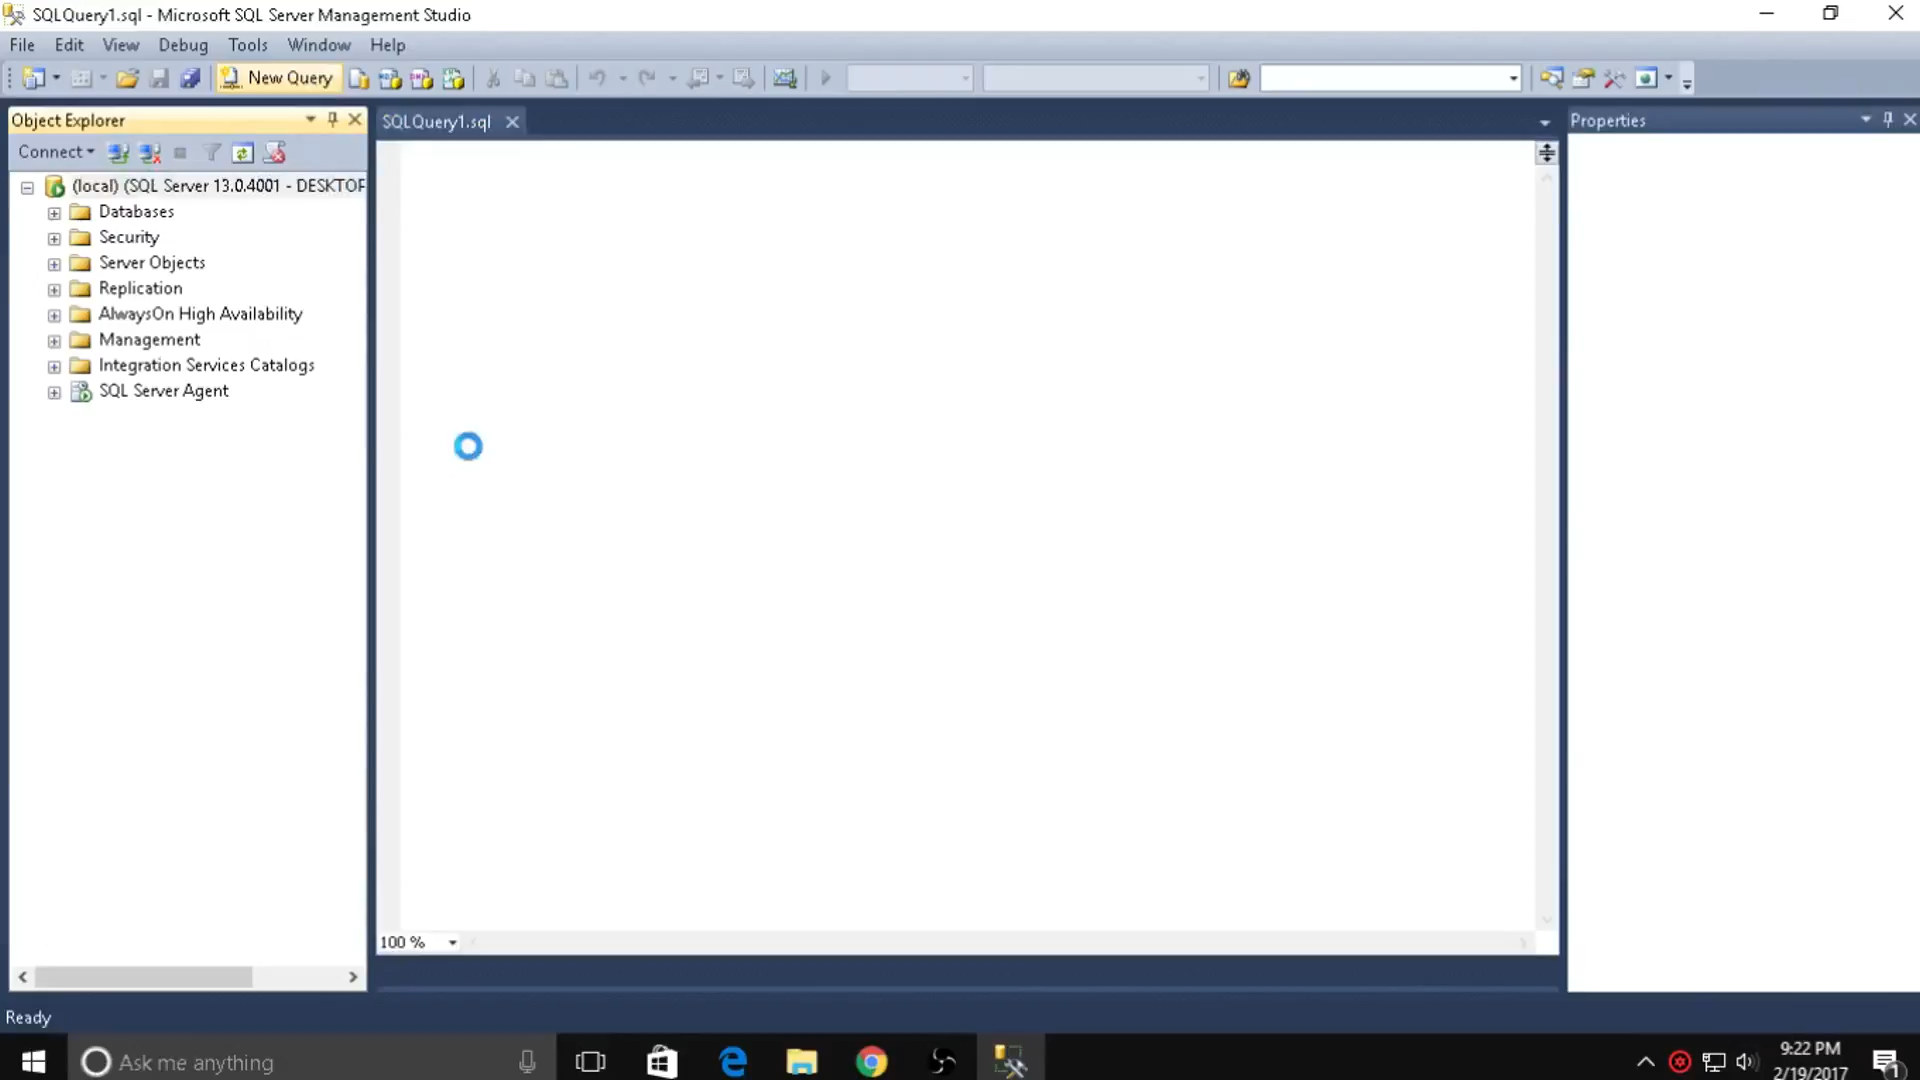 SQLQuery1.sql - Microsoft SQL Server Management Studio
File Edit View Debug Tools Window Help
New Query
Object Explorer
SQLQuery1.sql
Properties
Connect
(local) (SQL Server 13.0.4001 - DESKTOP
Databases
Security
Server Objects
Replication
AlwaysOn High Availability
Management
Integration Services Catalogs
SQL Server Agent
100 %
Ready
Ask me anything
9:22 PM
2/19/2017
1